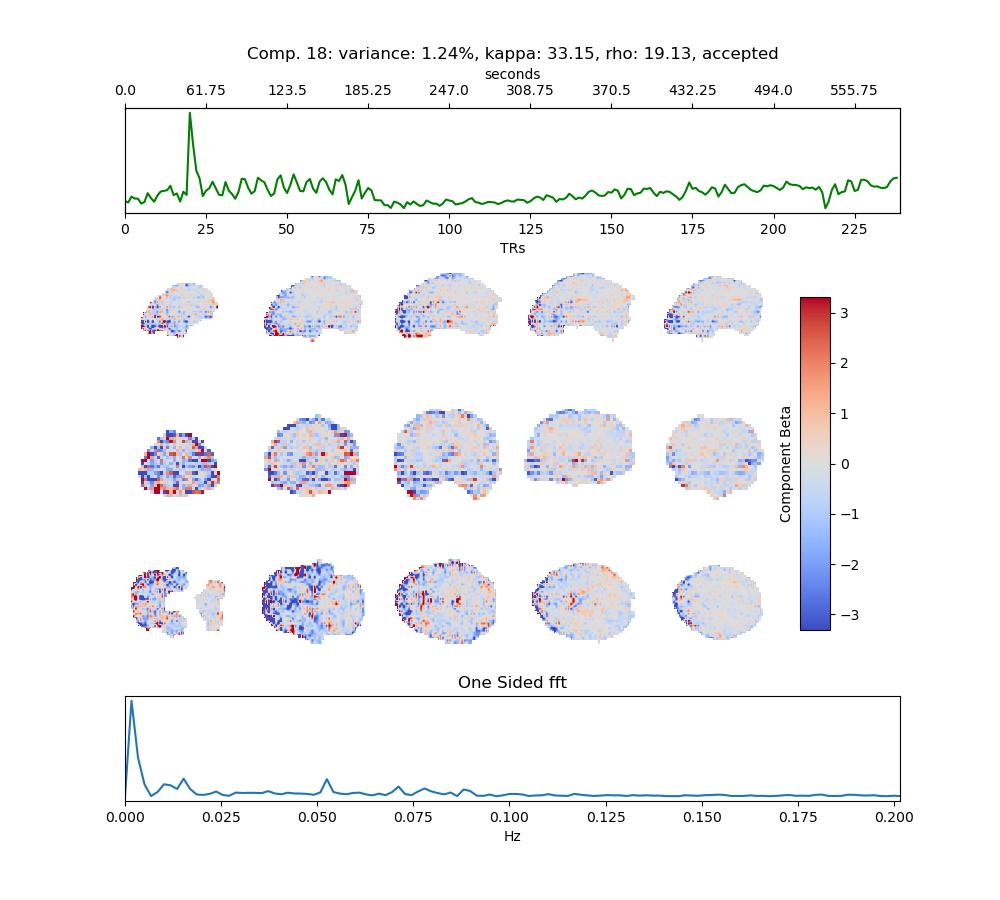 Comp. 18: variance: 1.24%, kappa: 33.15, rho: 19.13, accepted
seconds
0.0 61.75 123.5 185.25 247.0 308.75 370.5 432.25 494.0 555.75
0 25 50 75 100 125 150 175 200 225
TRs
3
2
1
0
−1
−2
−3
Component Beta
One Sided fft
0.000 0.025 0.050 0.075 0.100 0.125 0.150 0.175 0.200
Hz